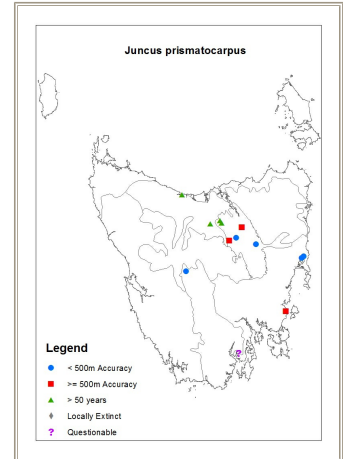 Juncus prismatocarpus
?
Legend
< 500m Accuracy
>= 500m Accuracy
> 50 years
Locally Extinct
? Questionable